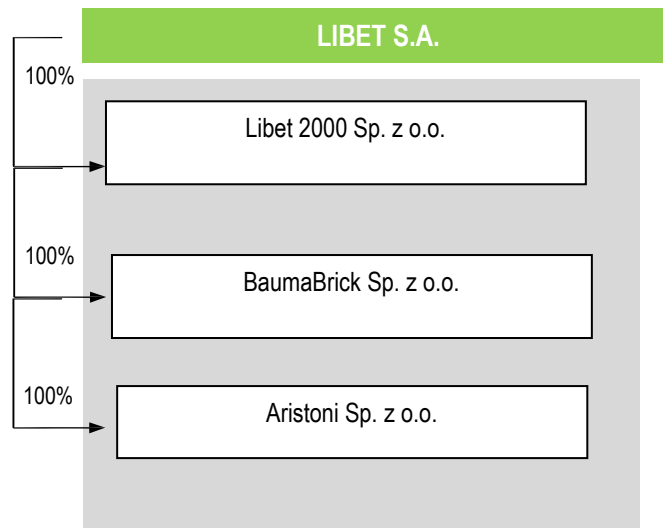 LIBET S.A.
100%
Libet 2000 Sp. z o.o.
100%
BaumaBrick Sp. z o.o.
100%
Aristoni Sp. z o.o.